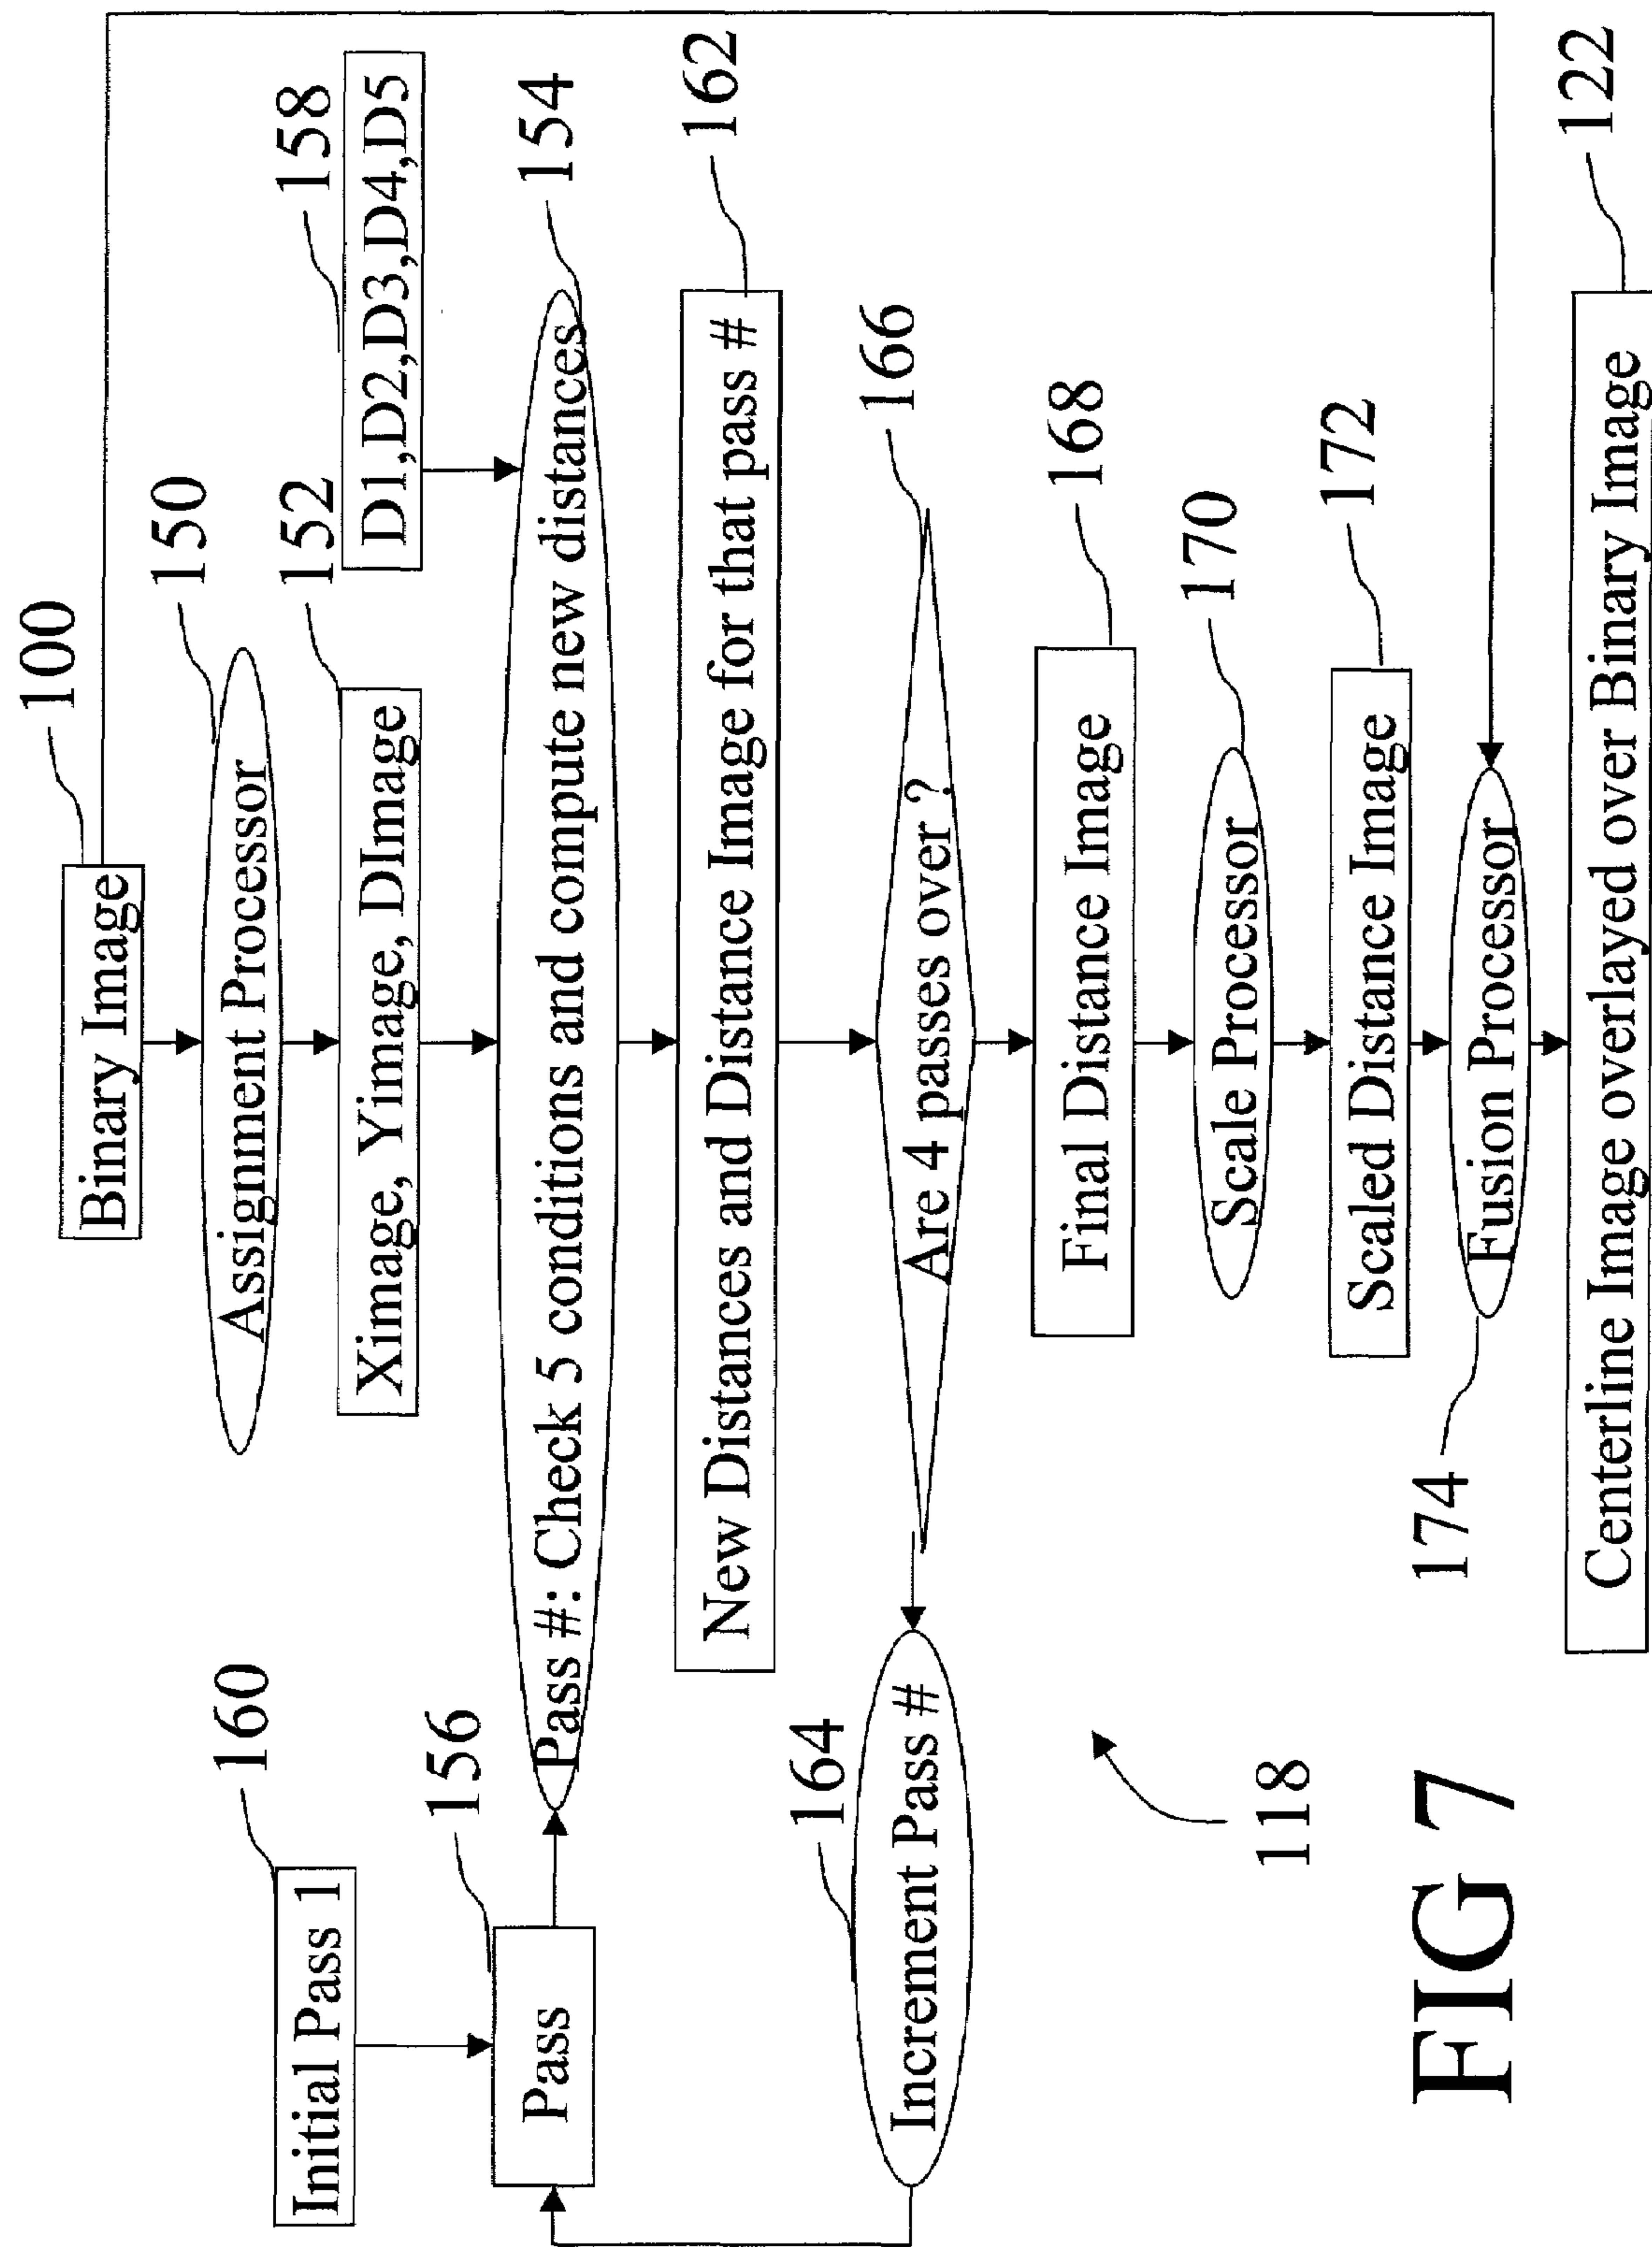 100
Binary Image
150
Assignment Processor
160
Initial Pass 1
152
Ximage, Yimage, DImage
158
D1,D2,D3,D4,D5
156
Pass
154
Pass #: Check 5 conditions and compute new distances
162
New Distances and Distance Image for that pass #
164
Increment Pass #
166
Are 4 passes over ?
168
Final Distance Image
118
170
Scale Processor
172
Scaled Distance Image
174
Fusion Processor
122
Centerline Image overlayed over Binary Image
FIG 7